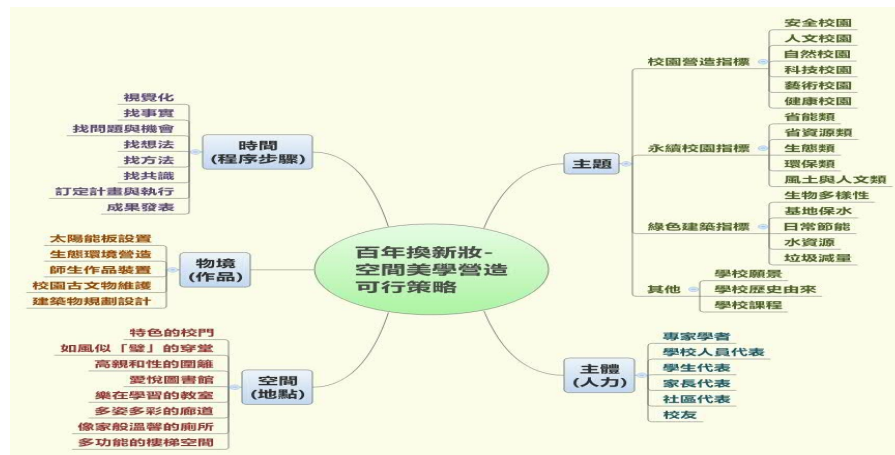 百年換新妝-
空間美學營造
可行策略
時間
(程序步驟)
視覺化
找事實
找問題與機會
找想法
找方法
找共識
訂定計畫與執行
成果發表
物境
(作品)
太陽能板設置
生態環境營造
師生作品裝置
校園古文物維護
建築物規劃設計
空間
(地點)
特色的校門
如風似「璧」的穿堂
高親和性的圍籬
愛悅圖書館
樂在學習的教室
多姿多彩的廊道
像家般溫馨的廁所
多功能的樓梯空間
主題
校園營造指標
安全校園
人文校園
自然校園
科技校園
藝術校園
健康校園
永續校園指標
省能類
省資源類
生態類
環保類
風土與人文類
綠色建築指標
生物多樣性
基地保水
日常節能
水資源
垃圾減量
其他
學校願景
學校歷史由來
學校課程
主體
(人力)
專家學者
學校人員代表
學生代表
家長代表
社區代表
校友